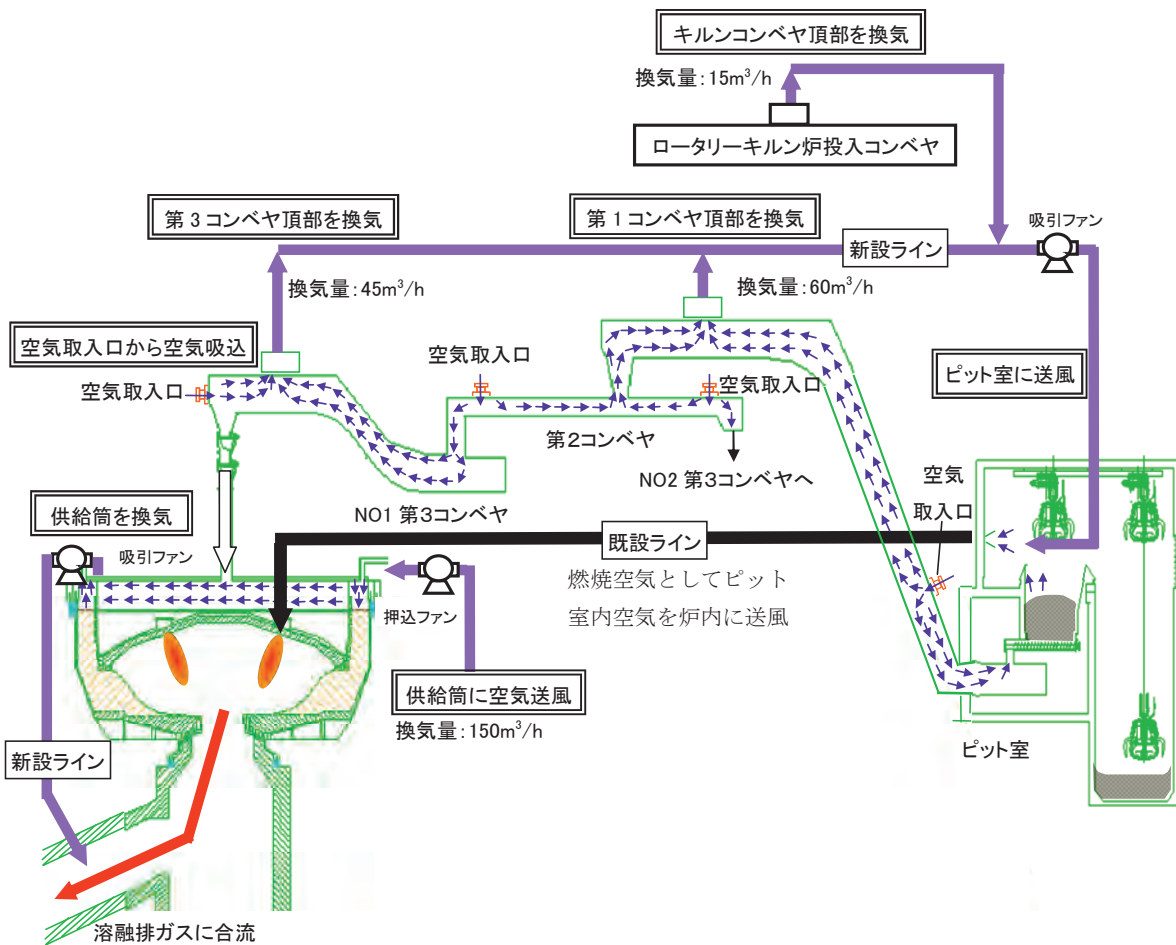 キルンコンベヤ頂部を換気
換気量:15m³/h
ロータリーキルン炉投入コンベヤ
第3コンベヤ頂部を換気
第1コンベヤ頂部を換気
吸引ファン
新設ライン
換気量:45m³/h
換気量:60m³/h
空気取入口から空気吸込
空気取入口
空気取入口
空気取入口
ピット室に送風
第2コンベヤ
NO2 第3コンベヤへ
空気
取入口
供給筒を換気
NO1 第3コンベヤ
吸引ファン
既設ライン
燃焼空気としてピット
室内空気を炉内に送風
押込ファン
供給筒に空気送風
換気量:150m³/h
新設ライン
ピット室
溶融排ガスに合流